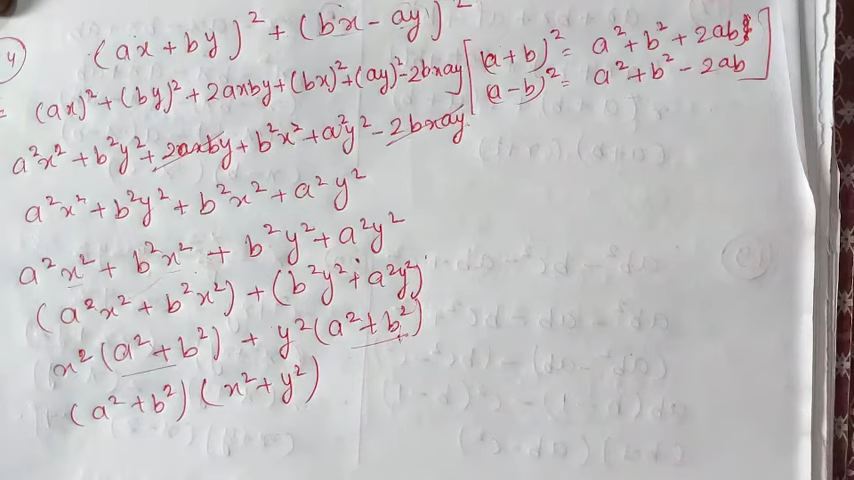 4
(ax + by)² + (bx - ay)²
= (ax)² + (by)² + 2axby + (bx)² + (ay)² - 2bxay [(a+b)² = a² + b² + 2ab
(a-b)² = a² + b² - 2ab]
a²x² + b²y² + 2axby + b²x² + a²y² - 2bxay
a²x² + b²y² + b²x² + a²y²
a²x² + b²x² + b²y² + a²y²
(a²x² + b²x²) + (b²y² + a²y²)
x²(a² + b²) + y²(a² + b²)
(a² + b²)(x² + y²)